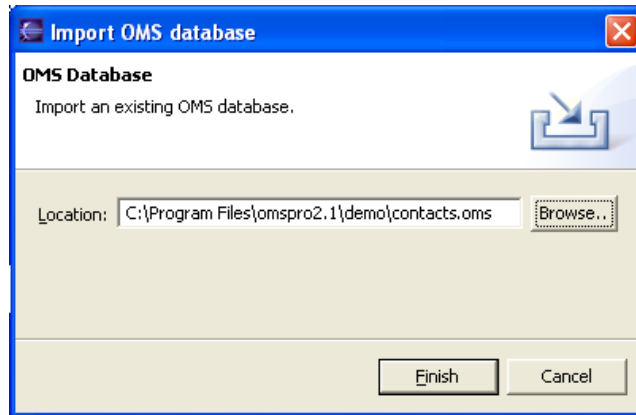 Import OMS database
OMS Database
Import an existing OMS database.
Location: C:\Program Files\omspro2.1\demo\contacts.oms Browse..
Finish Cancel